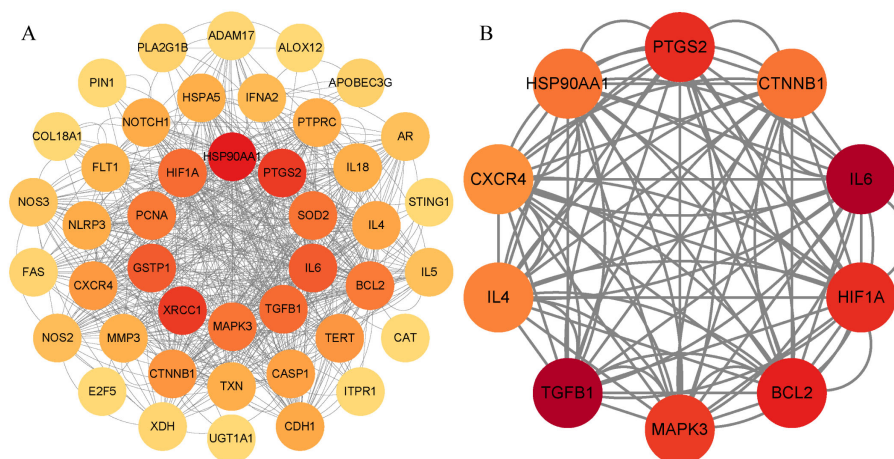 A
ADAM17
PLA2G1B
ALOX12
PIN1
HSPA5
IFNA2
APOBEC3G
COL18A1
NOTCH1
PTPRC
AR
HSP90AA1
FLT1
HIF1A
PTGS2
IL18
NOS3
STING1
NLRP3
PCNA
SOD2
IL4
FAS
GSTP1
IL6
IL5
CXCR4
BCL2
XRCC1
TGFB1
MAPK3
NOS2
MMP3
TERT
CAT
CTNNB1
TXN
CASP1
E2F5
ITPR1
XDH
UGT1A1
CDH1
B
PTGS2
HSP90AA1
CTNNB1
CXCR4
IL6
IL4
HIF1A
TGFB1
BCL2
MAPK3